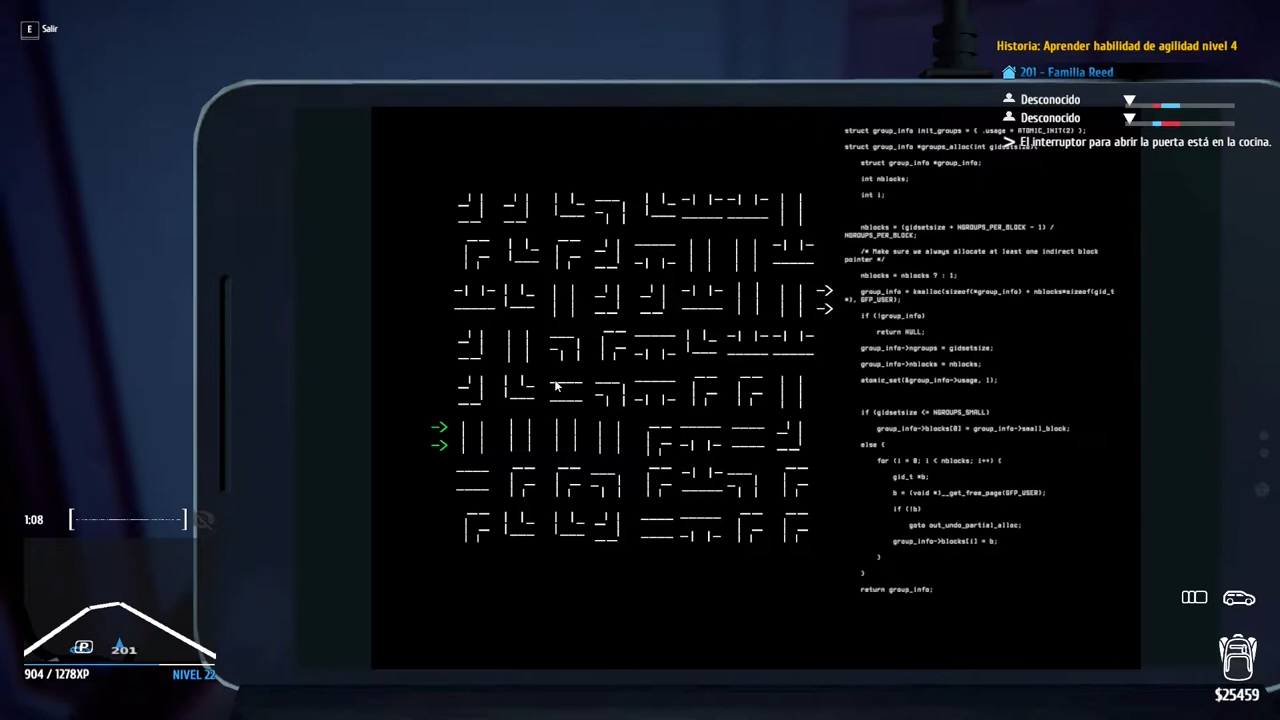 E Salir
Historia: Aprender habilidad de agilidad nivel 4
201 - Familia Reed
Desconocido
Desconocido
> El interruptor para abrir la puerta está en la cocina.
struct group_info init_groups = { .usage = ATOMIC_INIT(2) };
struct group_info *groups_alloc(int gidsetsize){
struct group_info *group_info;
int nblocks;
int i;
nblocks = (gidsetsize + NGROUPS_PER_BLOCK - 1) /
NGROUPS_PER_BLOCK;
/* Make sure we always allocate at least one indirect block
pointer */
nblocks = nblocks ? : 1;
group_info = kmalloc(sizeof(*group_info) + nblocks*sizeof(gid_t
*), GFP_USER);
if (!group_info)
return NULL;
group_info->ngroups = gidsetsize;
group_info->nblocks = nblocks;
atomic_set(&group_info->usage, 1);
if (gidsetsize <= NGROUPS_SMALL)
group_info->blocks[0] = group_info->small_block;
else {
for (i = 0; i < nblocks; i++) {
gid_t *b;
b = (void *)__get_free_page(GFP_USER);
if (!b)
goto out_undo_partial_alloc;
group_info->blocks[i] = b;
}
}
return group_info;
1:08
P
201
904 / 1278XP NIVEL 22
$25459